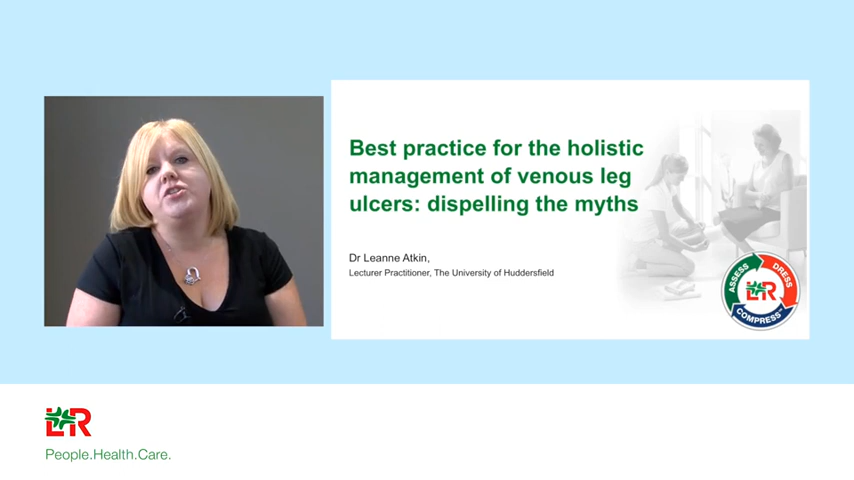 Best practice for the holistic
management of venous leg
ulcers: dispelling the myths
Dr Leanne Atkin,
Lecturer Practitioner, The University of Huddersfield
ASSESS
DRESS
L&R
COMPRESS™
L&R
People.Health.Care.